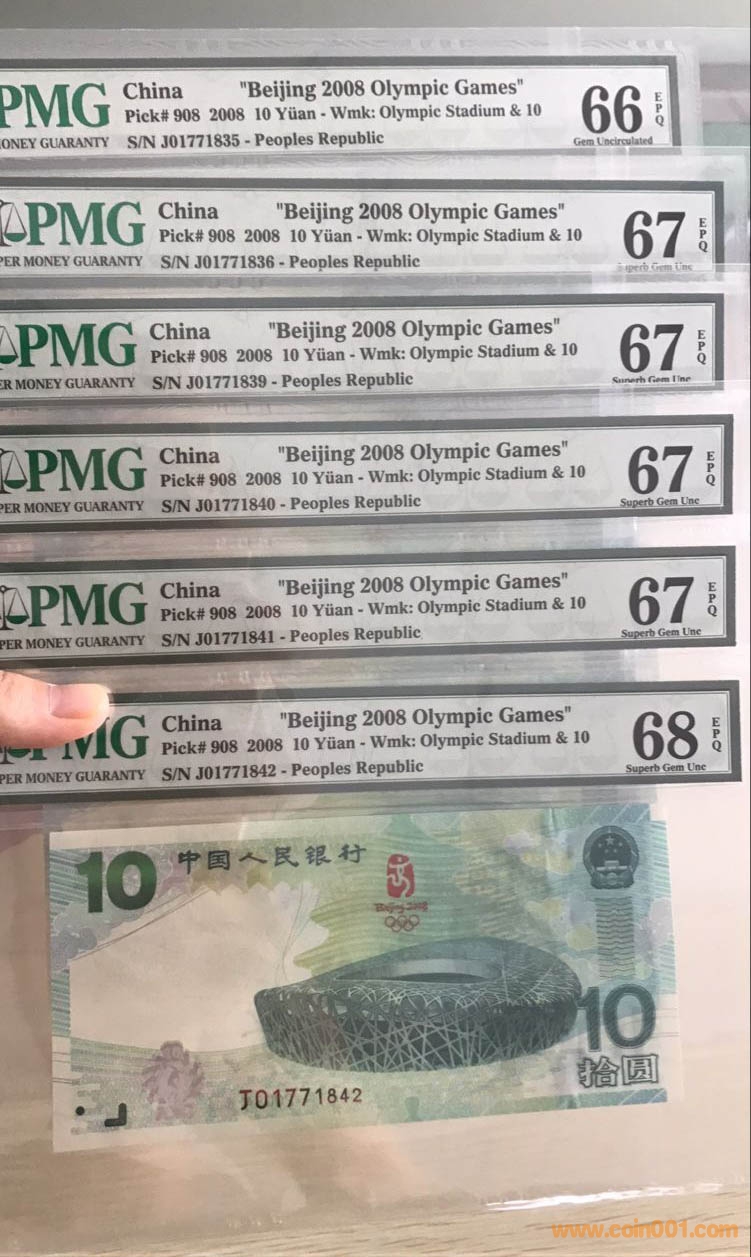 PMG China "Beijing 2008 Olympic Games" 66 EPQ
Pick# 908 2008 10 Yüan - Wmk: Olympic Stadium & 10
MONEY GUARANTY S/N J01771835 - Peoples Republic Gem Uncirculated
PMG China "Beijing 2008 Olympic Games" 67 EPQ
Pick# 908 2008 10 Yüan - Wmk: Olympic Stadium & 10
PER MONEY GUARANTY S/N J01771836 - Peoples Republic Superb Gem Unc
PMG China "Beijing 2008 Olympic Games" 67 EPQ
Pick# 908 2008 10 Yüan - Wmk: Olympic Stadium & 10
ER MONEY GUARANTY S/N J01771839 - Peoples Republic Superb Gem Unc
PMG China "Beijing 2008 Olympic Games" 67 EPQ
Pick# 908 2008 10 Yüan - Wmk: Olympic Stadium & 10
PER MONEY GUARANTY S/N J01771840 - Peoples Republic Superb Gem Unc
PMG China "Beijing 2008 Olympic Games" 67 EPQ
Pick# 908 2008 10 Yüan - Wmk: Olympic Stadium & 10
PER MONEY GUARANTY S/N J01771841 - Peoples Republic Superb Gem Unc
PMG China "Beijing 2008 Olympic Games" 68 EPQ
Pick# 908 2008 10 Yüan - Wmk: Olympic Stadium & 10
PER MONEY GUARANTY S/N J01771842 - Peoples Republic Superb Gem Unc
10 中国人民银行
Beijing 2008
10
拾圆
J01771842
www.coin001.com